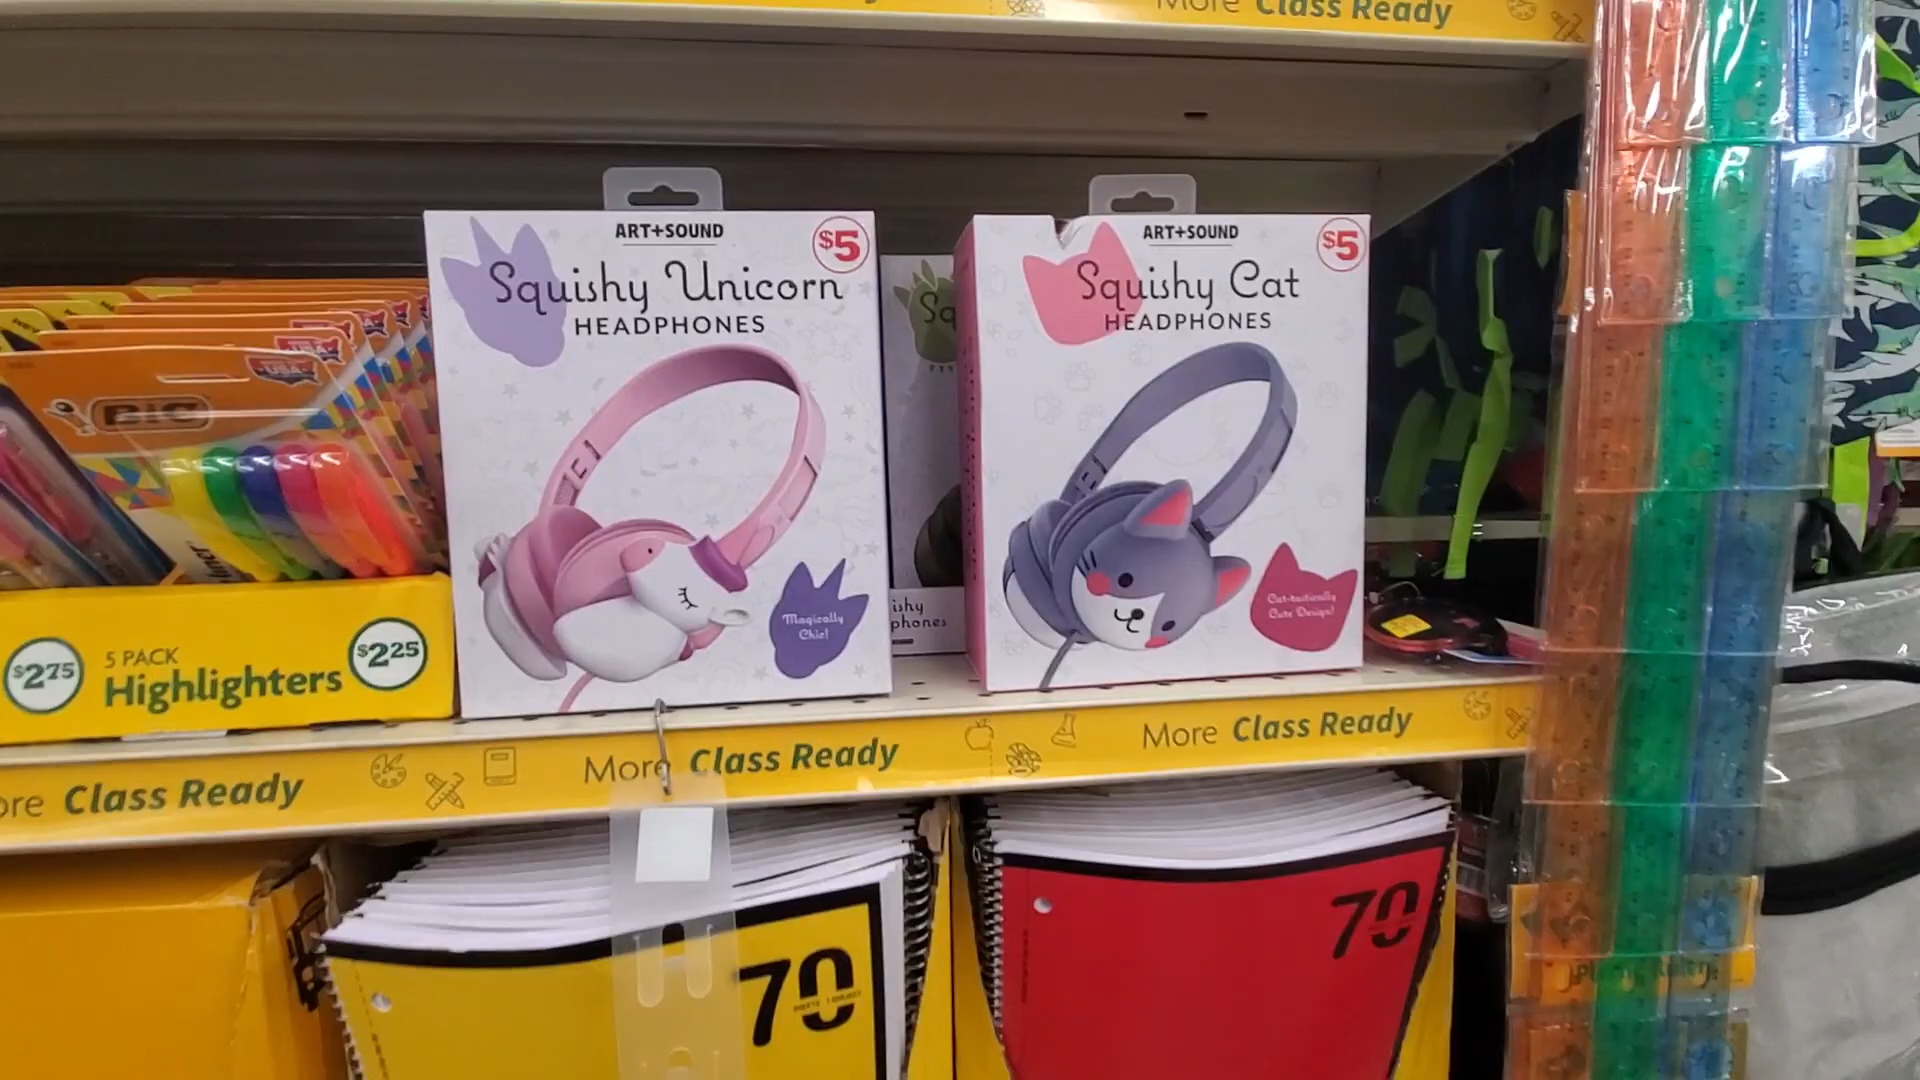 More Class Ready
ART+SOUND
$5
Squishy Unicorn
HEADPHONES
Magically
Chic!
Sq
ishy
phones
ART+SOUND
$5
Squishy Cat
HEADPHONES
Cat-tastically
Cute Design!
USA
BIC
$2.75
5 PACK
Highlighters
$2.25
ore Class Ready
More Class Ready
More Class Ready
70
70